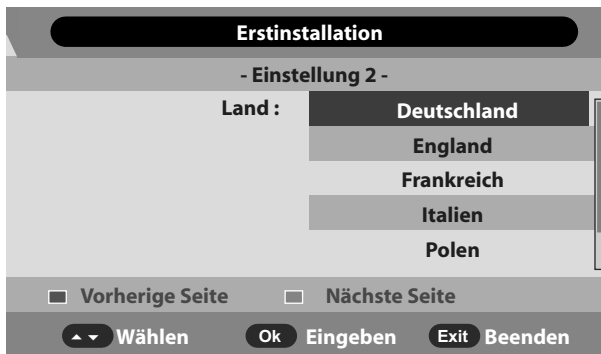 Erstinstallation
- Einstellung 2 -
Land : Deutschland
England
Frankreich
Italien
Polen
Vorherige Seite Nächste Seite
Wählen Ok Eingeben Exit Beenden